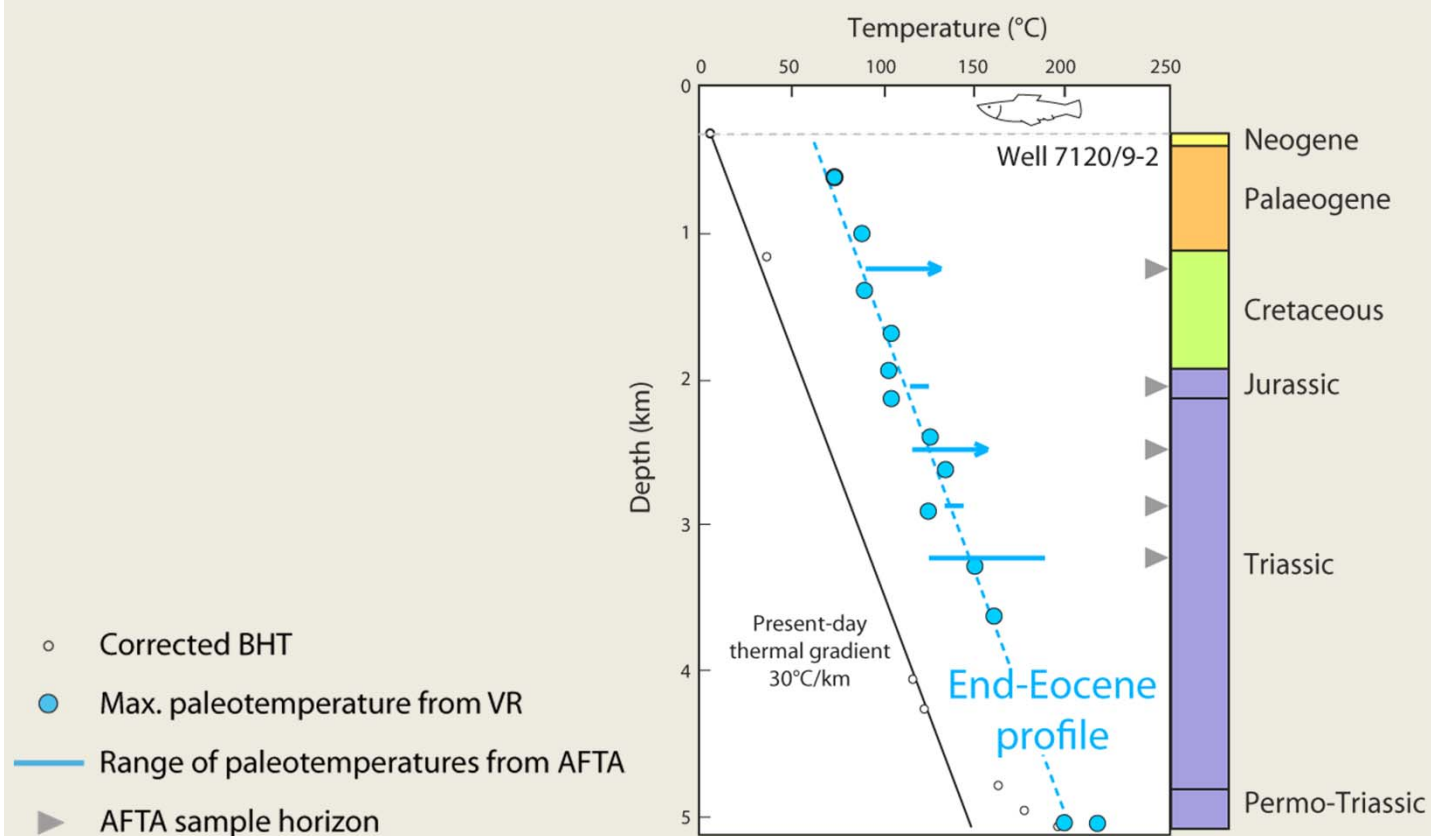 Temperature (°C)
0 50 100 150 200 250
0
Well 7120/9-2
1
2
3
4
5
Depth (km)
Present-day
thermal gradient
30°C/km
End-Eocene
profile
Neogene
Palaeogene
Cretaceous
Jurassic
Triassic
Permo-Triassic
Corrected BHT
Max. paleotemperature from VR
Range of paleotemperatures from AFTA
AFTA sample horizon